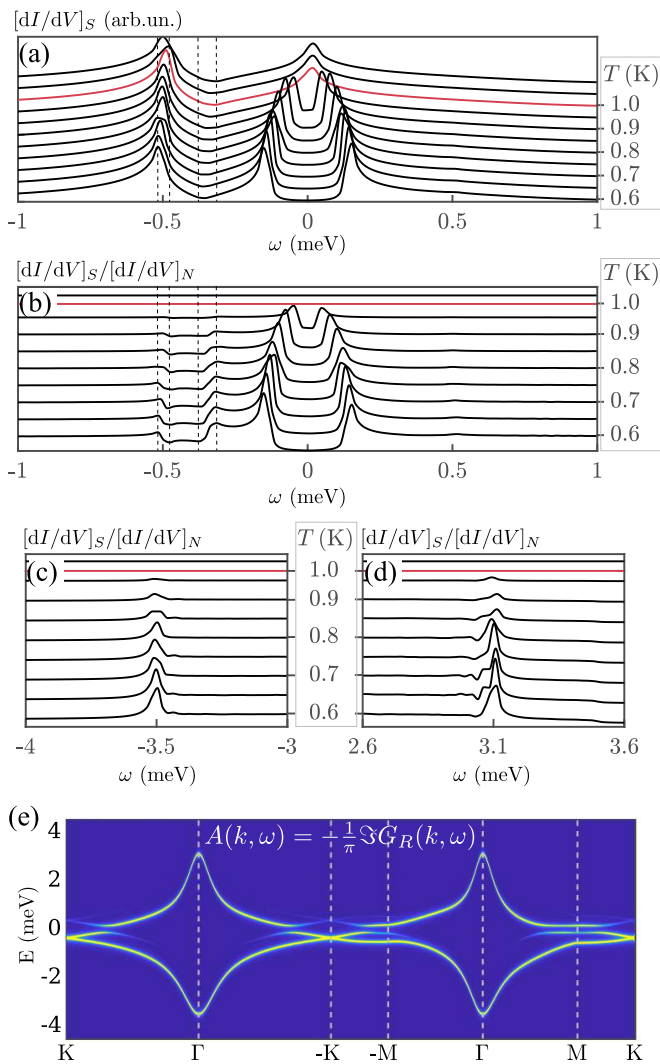 [dI/dV]_S (arb.un.)
(a)
T (K)
1.0
0.9
0.8
0.7
0.6
-1 -0.5 0 0.5 1
ω (meV)
[dI/dV]_S/[dI/dV]_N
(b)
T (K)
1.0
0.9
0.8
0.7
0.6
-1 -0.5 0 0.5 1
ω (meV)
[dI/dV]_S/[dI/dV]_N T (K) [dI/dV]_S/[dI/dV]_N
(c) 1.0 (d)
0.9
0.8
0.7
0.6
-4 -3.5 -3 2.6 3.1 3.6
ω (meV) ω (meV)
(e)
A(k, ω) = -\frac{1}{π}ℑG_R(k, ω)
E (meV)
4
2
0
-2
-4
K Γ -K -M Γ M K